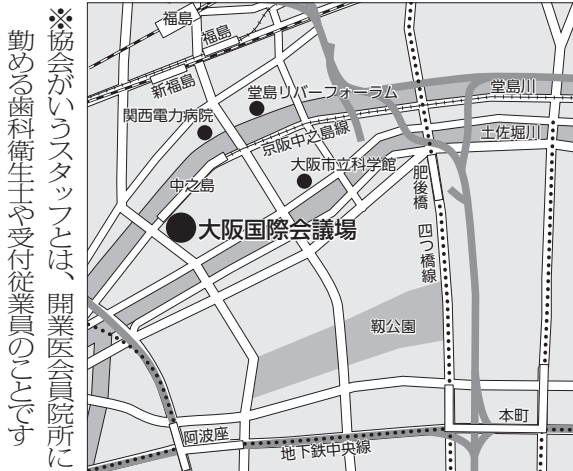 ※協会がいうスタッフとは、開業医会員院所に
勤める歯科衛生士や受付従業員のことです
福島
福島
新福島
堂島リバーフォーラム
堂島川
関西電力病院
京阪中之島線
土佐堀川
大阪市立科学館
中之島
肥後橋
四つ橋線
大阪国際会議場
靱公園
本町
阿波座
地下鉄中央線